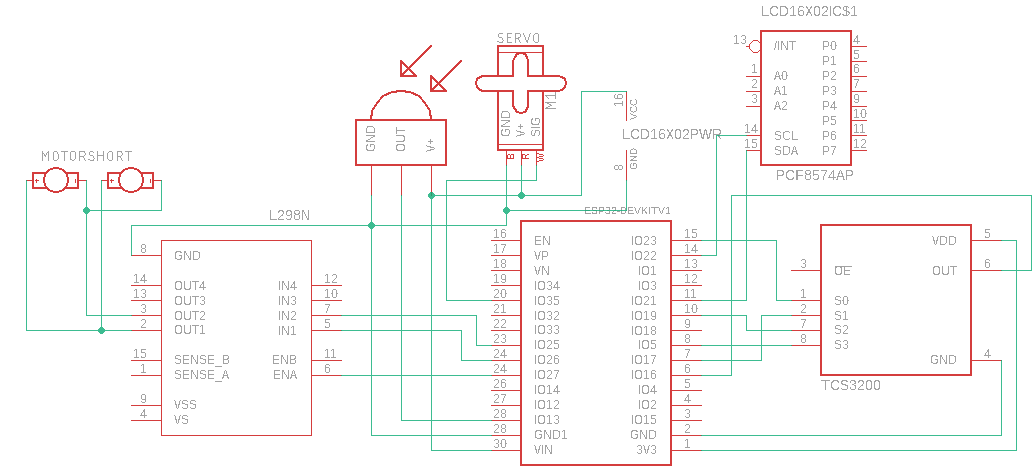 LCD16X02IC$1
13 /INT P0 4
P1 5
1 A0 P2 6
2 A1 P3 7
3 A2 P4 9
P5 10
14 SCL P6 11
15 SDA P7 12
PCF8574AP
SERVO
GND
V+
SIG
M1
B
R
W
16 VCC
LCD16X02PWR
8 GND
GND
OUT
V+
MOTORSHORT
+ -
+ -
L298N
8 GND
14 OUT4 IN4 12
13 OUT3 IN3 10
3 OUT2 IN2 7
2 OUT1 IN1 5
15 SENSE_B ENB 11
1 SENSE_A ENA 6
9 VSS
4 VS
ESP32-DEVKITV1
16 EN IO23 15
17 VP IO22 14
18 VN IO1 13
19 IO34 IO3 12
20 IO35 IO21 11
21 IO32 IO19 10
22 IO33 IO18 9
23 IO25 IO5 8
24 IO26 IO17 7
24 IO27 IO16 6
26 IO14 IO4 5
27 IO12 IO2 4
28 IO13 IO15 3
28 GND1 GND 2
30 VIN 3V3 1
VDD 5
3 OE OUT 6
1 S0
2 S1
7 S2
8 S3
GND 4
TCS3200